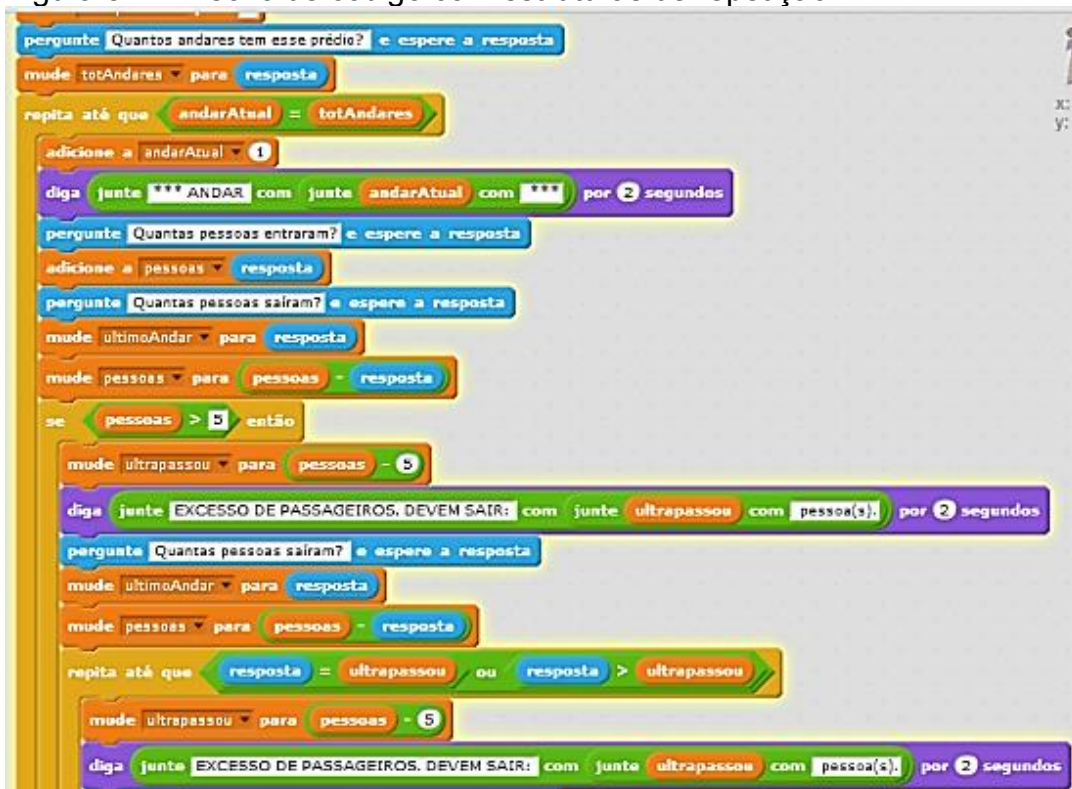 pergunte Quantos andares tem esse prédio? e espere a resposta
mude totAndares para resposta
repita até que andarAtual = totAndares
adicione a andarAtual 1
diga junte *** ANDAR com junte andarAtual com *** por 2 segundos
pergunte Quantas pessoas entraram? e espere a resposta
adicione a pessoas resposta
pergunte Quantas pessoas saíram? e espere a resposta
mude ultimoAndar para resposta
mude pessoas para pessoas - resposta
se pessoas > 5 então
mude ultrapassou para pessoas - 5
diga junte EXCESSO DE PASSAGEIROS. DEVEM SAIR: com junte ultrapassou com pessoa(s). por 2 segundos
pergunte Quantas pessoas saíram? e espere a resposta
mude ultimoAndar para resposta
mude pessoas para pessoas - resposta
repita até que resposta = ultrapassou ou resposta > ultrapassou
mude ultrapassou para pessoas - 5
diga junte EXCESSO DE PASSAGEIROS. DEVEM SAIR: com junte ultrapassou com pessoa(s). por 2 segundos
x:
y: